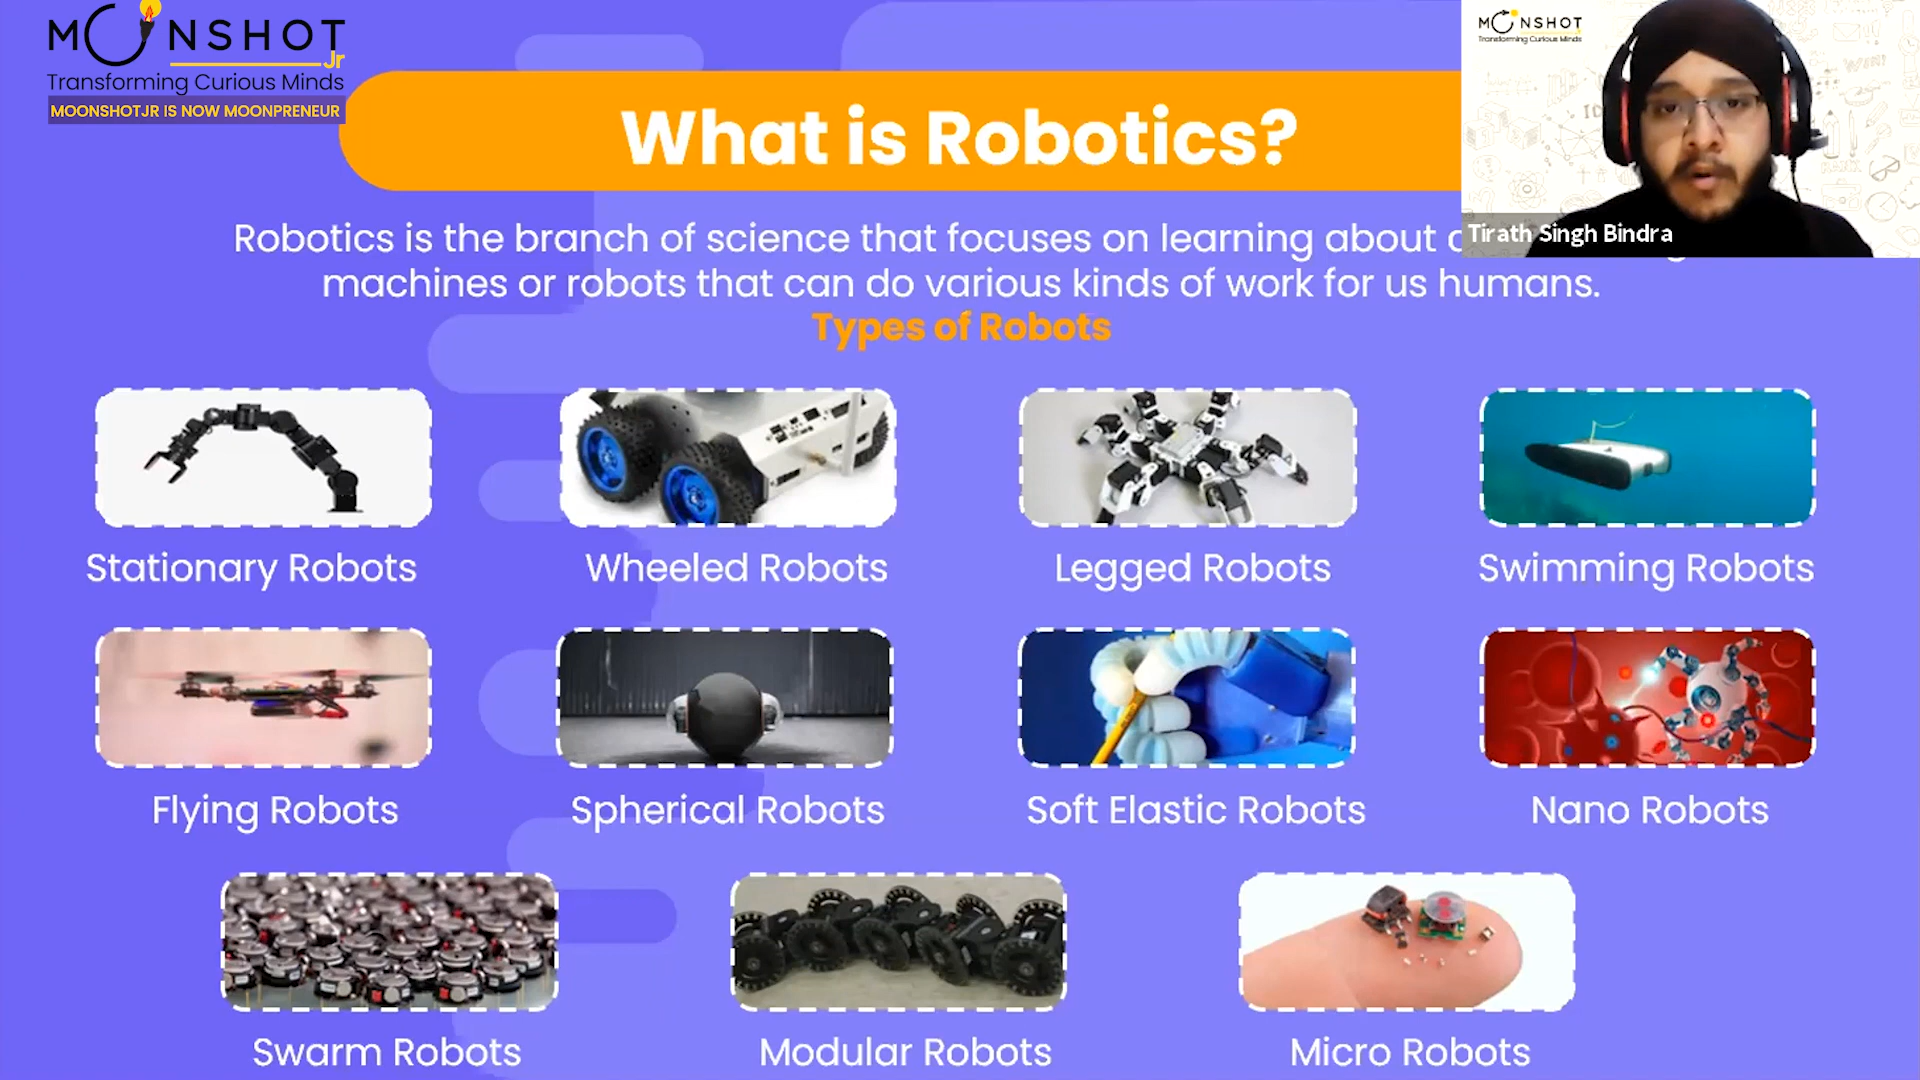 MOONSHOT
Jr
Transforming Curious Minds
MOONSHOTJR IS NOW MOONPRENEUR
What is Robotics?
MOONSHOT
Transforming Curious Minds
Tirath Singh Bindra
Robotics is the branch of science that focuses on learning about
machines or robots that can do various kinds of work for us humans.
Types of Robots
Stationary Robots
Wheeled Robots
Legged Robots
Swimming Robots
Flying Robots
Spherical Robots
Soft Elastic Robots
Nano Robots
Swarm Robots
Modular Robots
Micro Robots